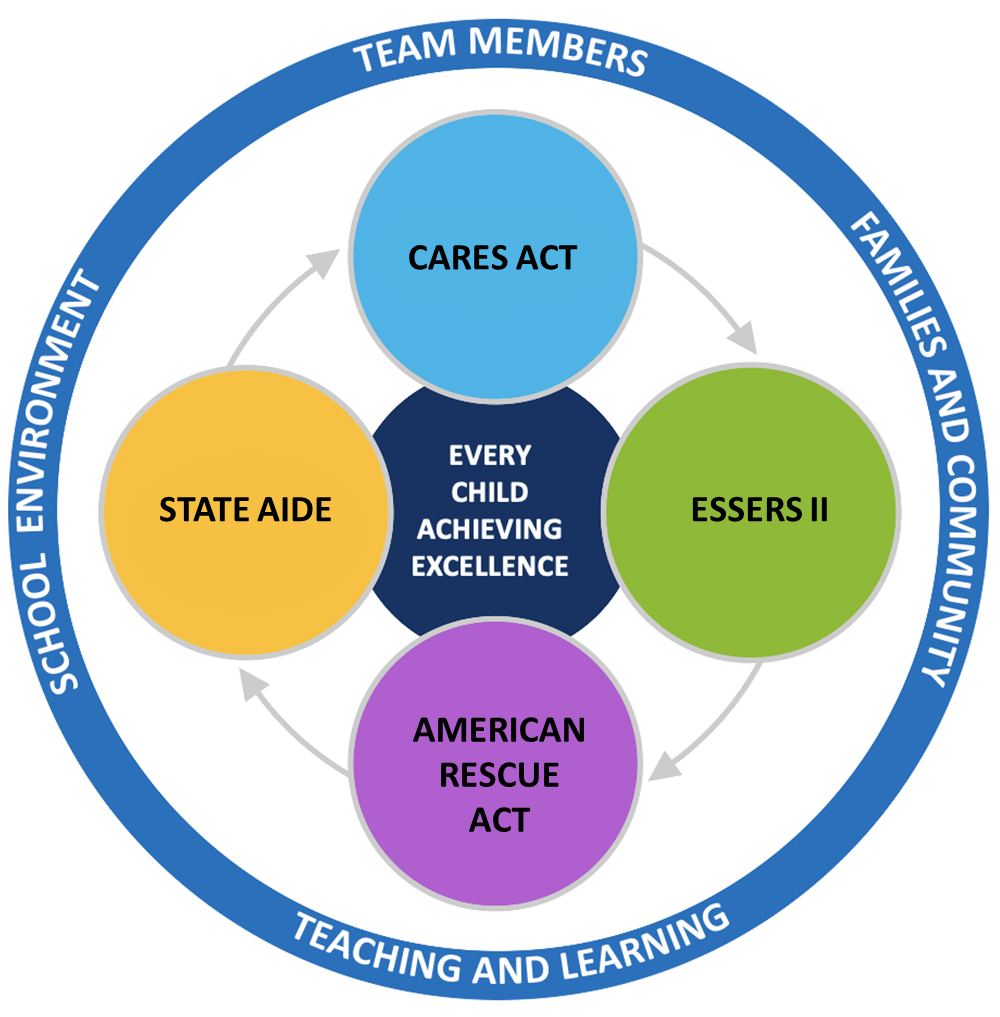 TEAM MEMBERS
FAMILIES AND COMMUNITY
SCHOOL ENVIRONMENT
CARES ACT
EVERY
CHILD
ACHIEVING
EXCELLENCE
STATE AIDE
ESSERS II
AMERICAN
RESCUE
ACT
TEACHING AND LEARNING